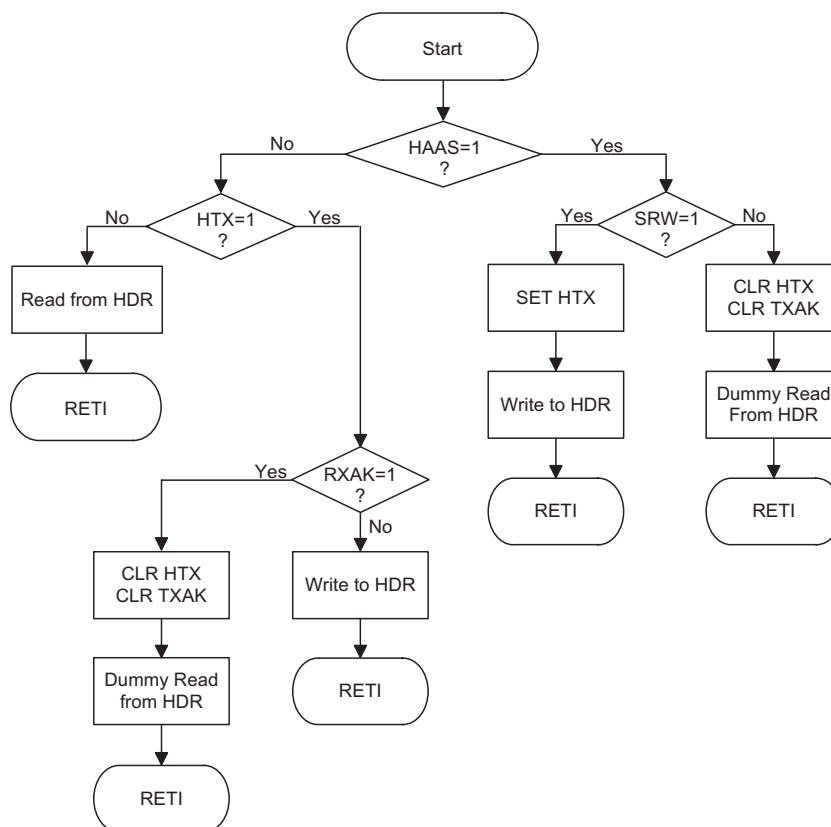 Start
No
HAAS=1
?
Yes
No
HTX=1
?
Yes
Yes
SRW=1
?
No
Read from HDR
SET HTX
CLR HTX
CLR TXAK
RETI
Write to HDR
Dummy Read
From HDR
Yes
RXAK=1
?
No
RETI
RETI
CLR HTX
CLR TXAK
Write to HDR
Dummy Read
from HDR
RETI
RETI